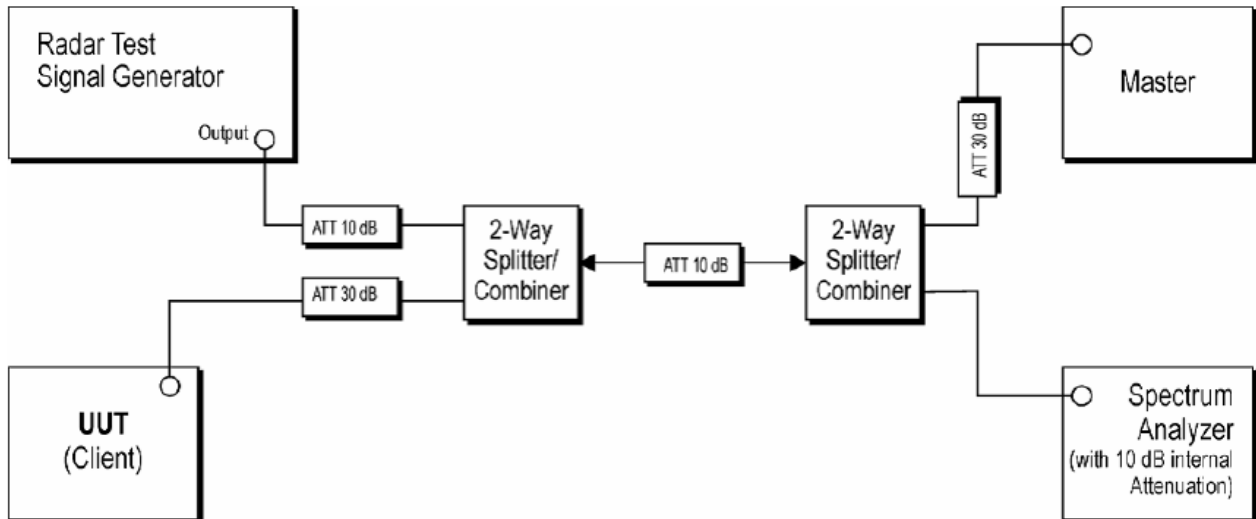 Radar Test
Signal Generator
Output
ATT 10 dB
ATT 30 dB
UUT
(Client)
2-Way
Splitter/
Combiner
ATT 10 dB
2-Way
Splitter/
Combiner
ATT 30 dB
Master
Spectrum
Analyzer
(with 10 dB internal
Attenuation)